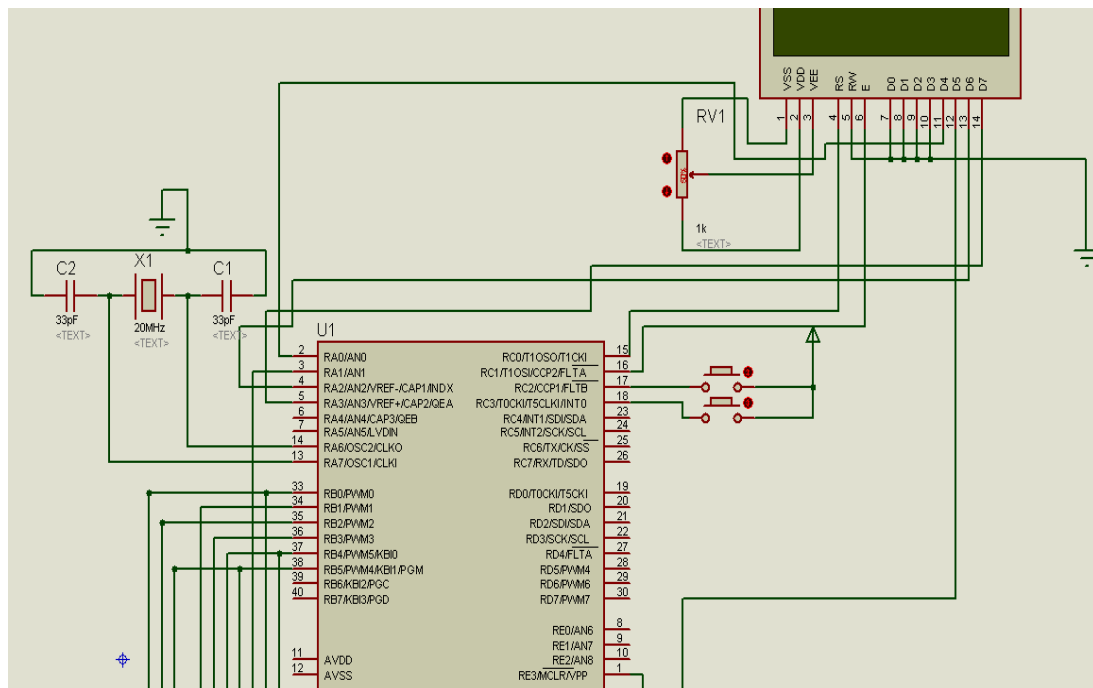 VSS
VDD
VEE
RS
RW
E
D0
D1
D2
D3
D4
D5
D6
D7
1
2
3
4
5
6
7
8
9
10
11
12
13
14
RV1
50%
1k
<TEXT>
C2
33pF
<TEXT>
X1
20MHz
<TEXT>
C1
33pF
<TEXT>
U1
2 RA0/AN0 RC0/T1OSO/T1CKI 15
3 RA1/AN1 RC1/T1OSI/CCP2/FLTA 16
4 RA2/AN2/VREF-/CAP1/INDX RC2/CCP1/FLTB 17
5 RA3/AN3/VREF+/CAP2/QEA RC3/T0CKI/T5CLKI/INT0 18
6 RA4/AN4/CAP3/QEB RC4/INT1/SDI/SDA 23
7 RA5/AN5/LVDIN RC5/INT2/SCK/SCL 24
14 RA6/OSC2/CLKO RC6/TX/CK/SS 25
13 RA7/OSC1/CLKI RC7/RX/TD/SDO 26
33 RB0/PWM0 RD0/T0CKI/T5CKI 19
34 RB1/PWM1 RD1/SDO 20
35 RB2/PWM2 RD2/SDI/SDA 21
36 RB3/PWM3 RD3/SCK/SCL 22
37 RB4/PWM5/KBI0 RD4/FLTA 27
38 RB5/PWM4/KBI1/PGM RD5/PWM4 28
39 RB6/KBI2/PGC RD6/PWM6 29
40 RB7/KBI3/PGD RD7/PWM7 30
RE0/AN6 8
RE1/AN7 9
11 AVDD RE2/AN8 10
12 AVSS RE3/MCLR/VPP 1